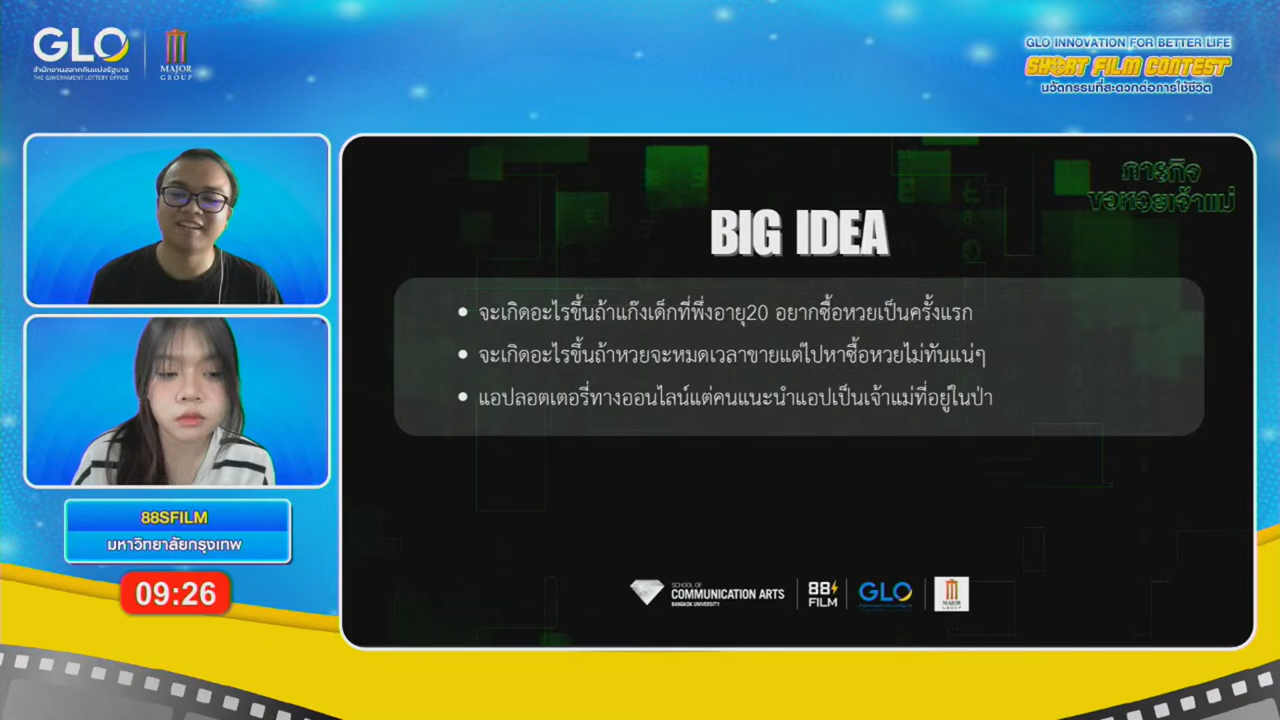 GLO
สำนักงานสลากกินแบ่งรัฐบาล
THE GOVERNMENT LOTTERY OFFICE
MAJOR
GROUP
GLO INNOVATION FOR BETTER LIFE
SHORT FILM CONTEST
นวัตกรรมที่สะดวกต่อการใช้ชีวิต
ภารกิจ
ขอหวยเจ้าแม่
BIG IDEA
• จะเกิดอะไรขึ้นถ้าแก๊งเด็กที่พึ่งอายุ20 อยากซื้อหวยเป็นครั้งแรก
• จะเกิดอะไรขึ้นถ้าหวยจะหมดเวลาขายแต่ไปหาซื้อหวยไม่ทันแน่ๆ
• แอปลอตเตอรี่ทางออนไลน์แต่คนแนะนำแอปเป็นเจ้าแม่ที่อยู่ในป่า
88SFILM
มหาวิทยาลัยกรุงเทพ
09:26
SCHOOL OF
COMMUNICATION ARTS
BANGKOK UNIVERSITY
88
FILM
GLO
MAJOR
GROUP